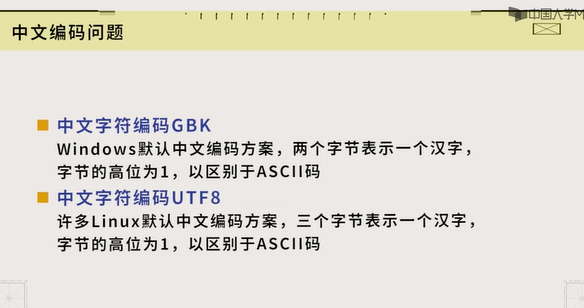 中国大学M
中文编码问题
中文字符编码GBK
Windows默认中文编码方案，两个字节表示一个汉字，
字节的高位为1，以区别于ASCII码
中文字符编码UTF8
许多Linux默认中文编码方案，三个字节表示一个汉字，
字节的高位为1，以区别于ASCII码